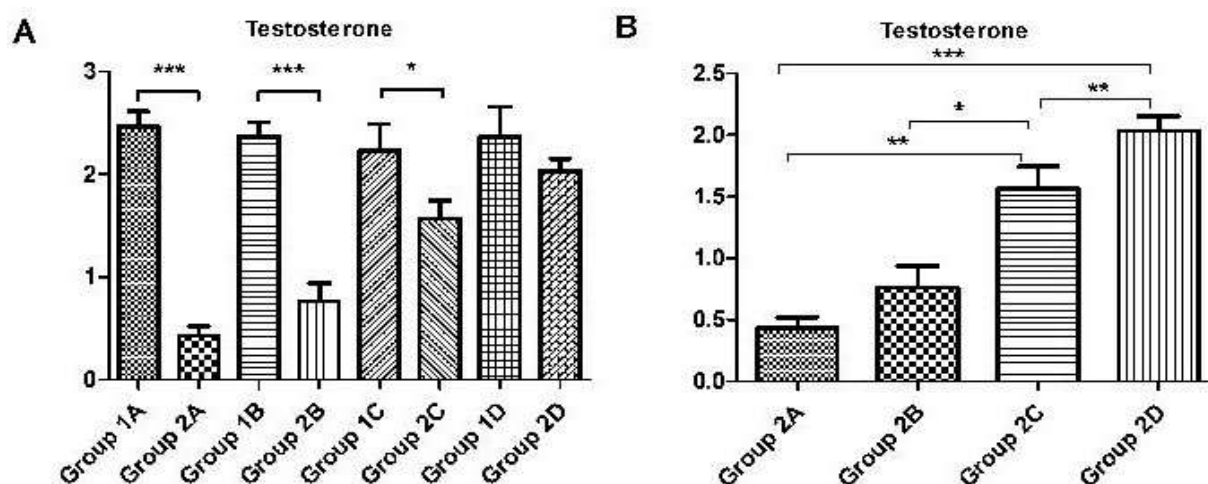 A
Testosterone
3
2
1
0
***
***
*
Group 1A
Group 2A
Group 1B
Group 2B
Group 1C
Group 2C
Group 1D
Group 2D
B
Testosterone
2.5
2.0
1.5
1.0
0.5
0.0
***
**
*
**
Group 2A
Group 2B
Group 2C
Group 2D